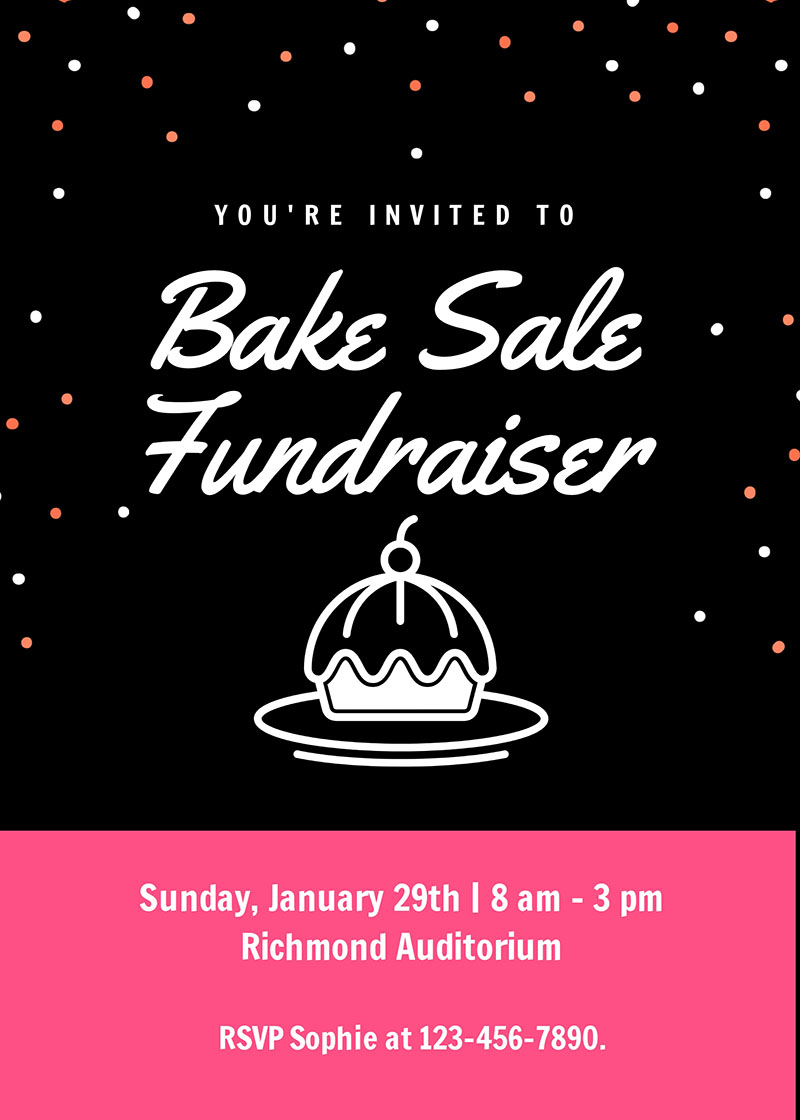 YOU'RE INVITED TO
Bake Sale
Fundraiser
Sunday, January 29th | 8 am - 3 pm
Richmond Auditorium
RSVP Sophie at 123-456-7890.